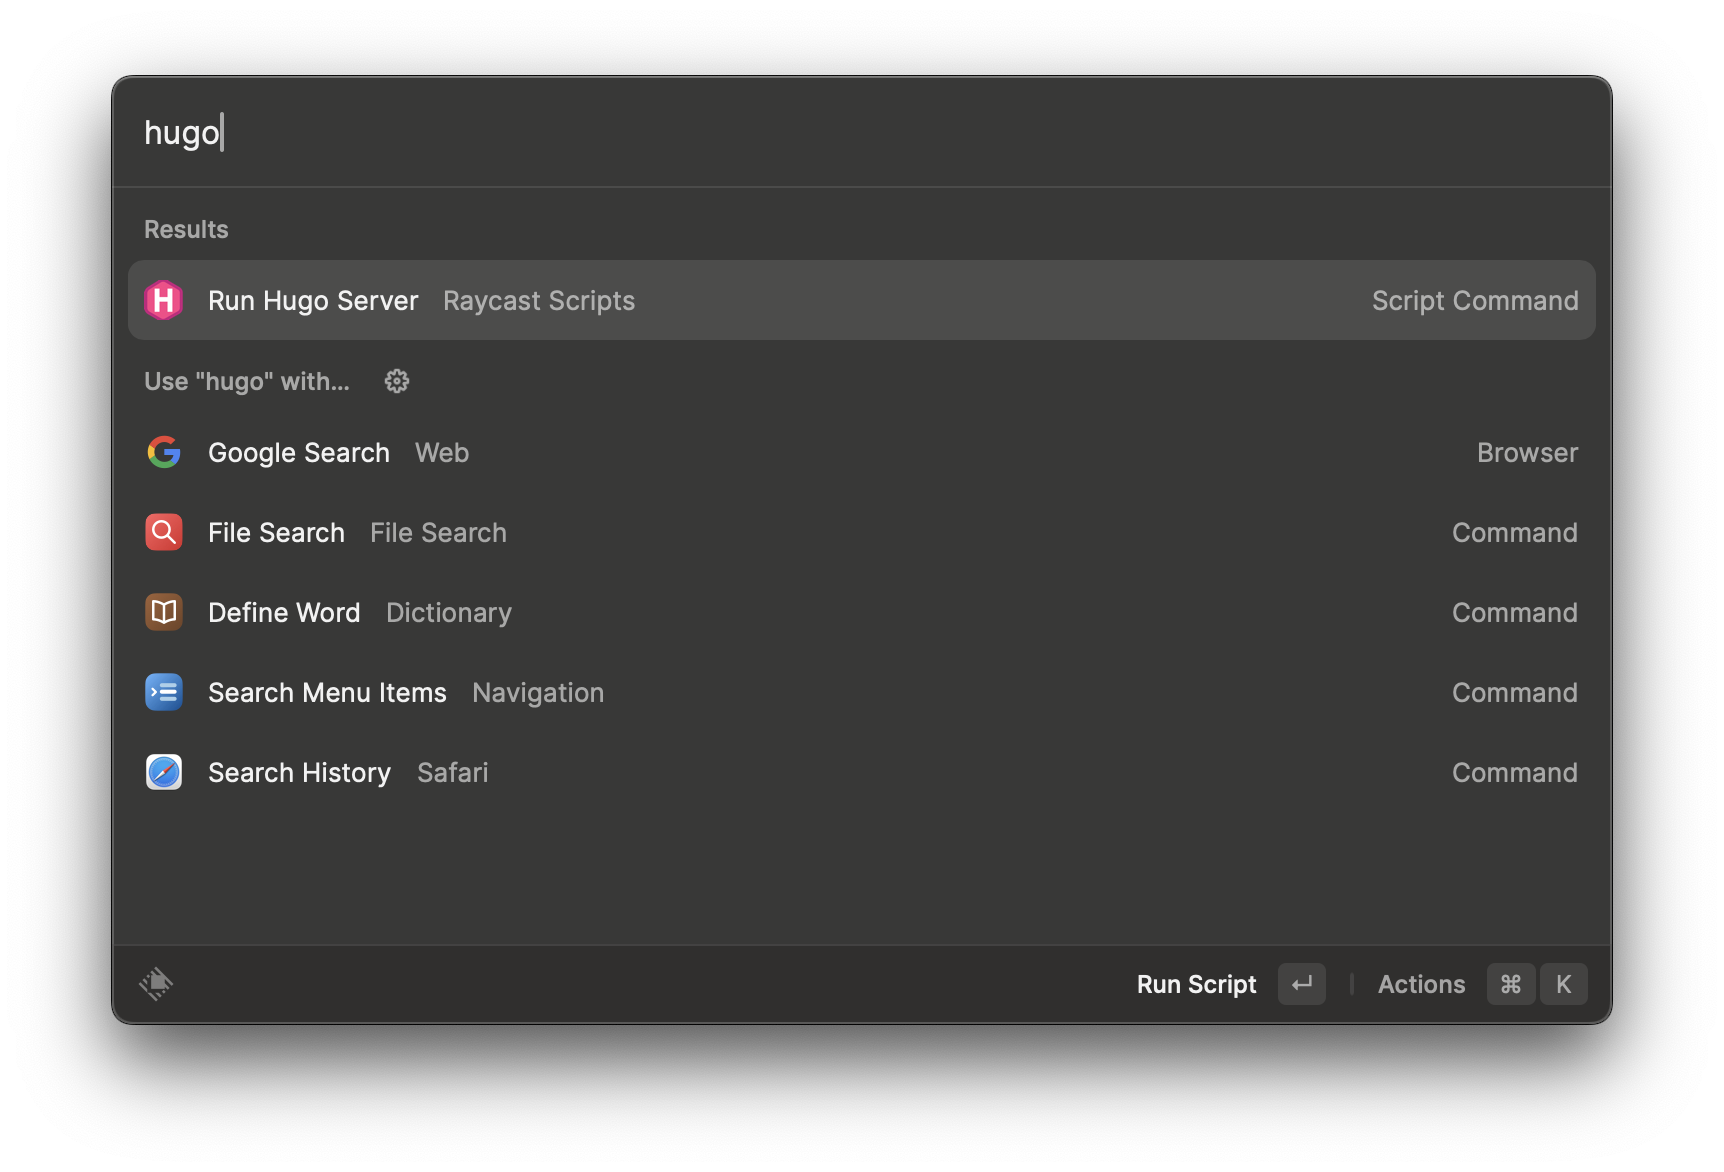 hugo
Results
H Run Hugo Server Raycast Scripts Script Command
Use "hugo" with...
Google Search Web Browser
File Search File Search Command
Define Word Dictionary Command
Search Menu Items Navigation Command
Search History Safari Command
Run Script ↵ Actions ⌘ K